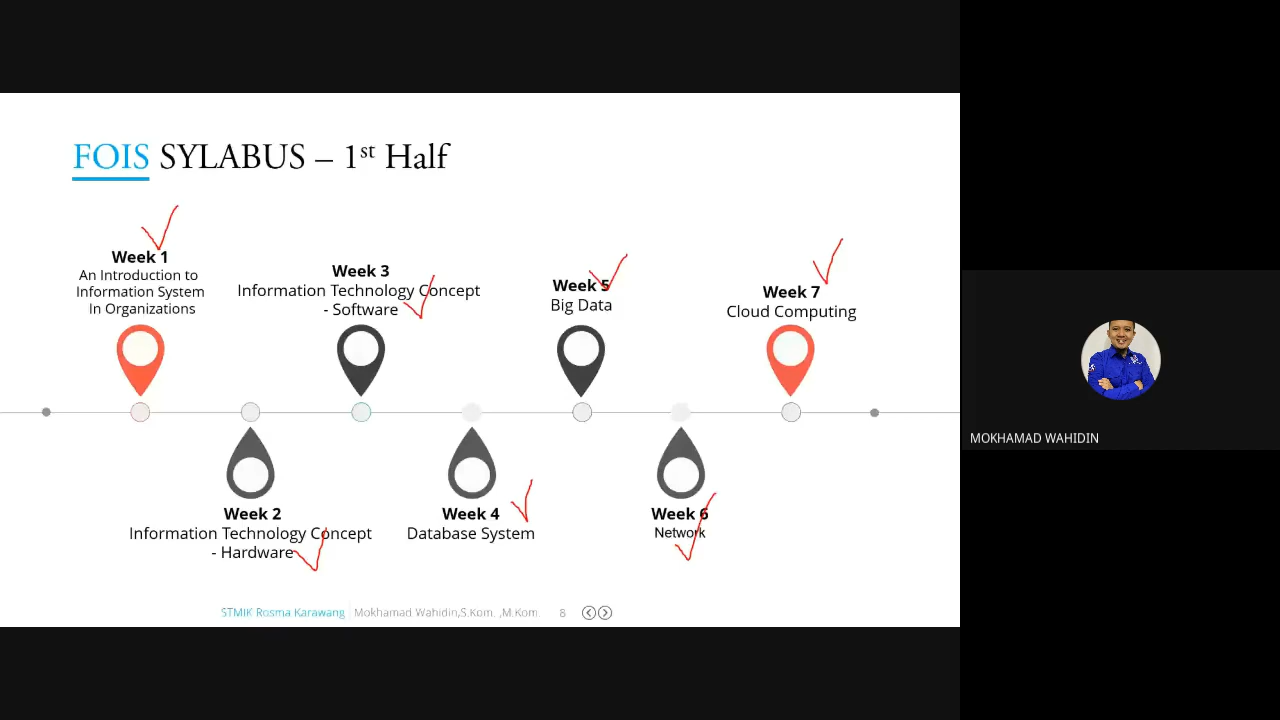 FOIS SYLABUS – 1st Half
Week 1
An Introduction to
Information System
In Organizations
Week 2
Information Technology Concept
- Hardware
Week 3
Information Technology Concept
- Software
Week 4
Database System
Week 5
Big Data
Week 6
Network
Week 7
Cloud Computing
STMIK Rosma Karawang Mokhamad Wahidin,S.Kom. ,M.Kom. 8
MOKHAMAD WAHIDIN